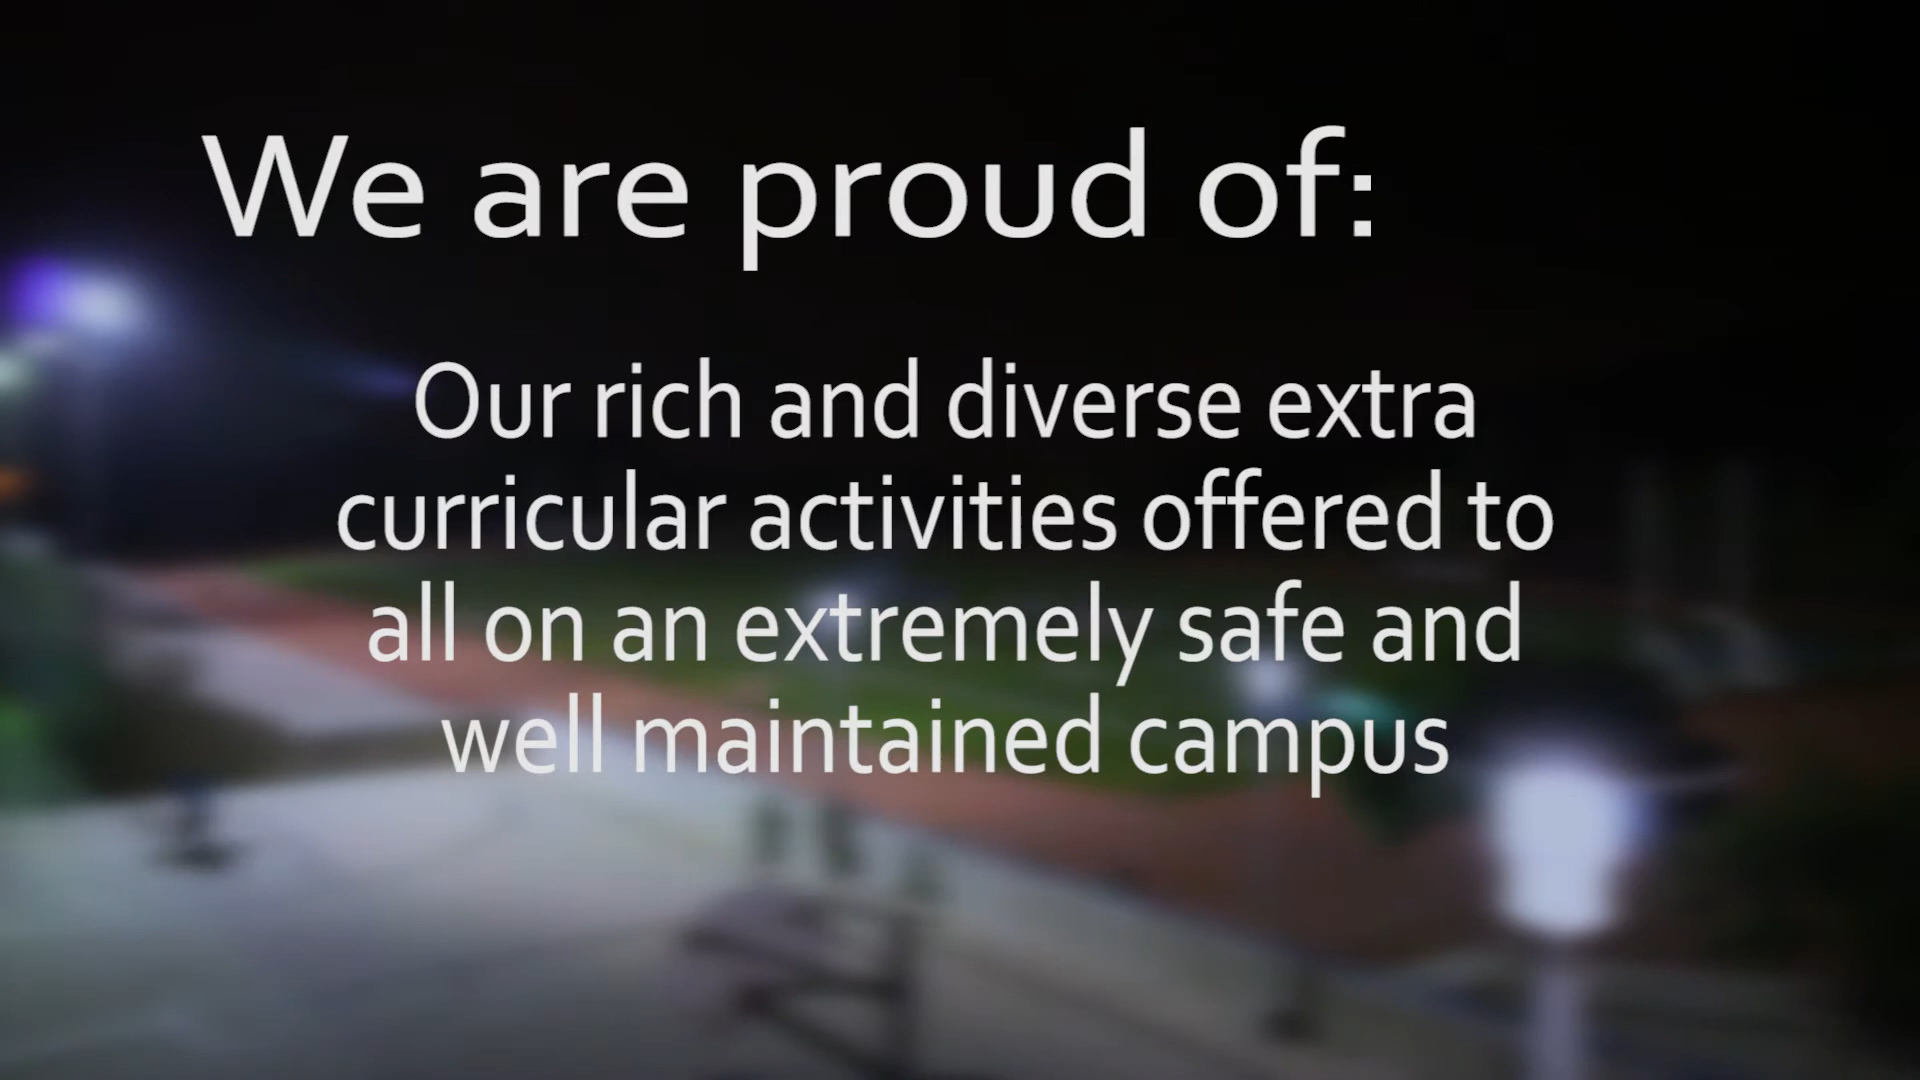 We are proud of:
Our rich and diverse extra
curricular activities offered to
all on an extremely safe and
well maintained campus